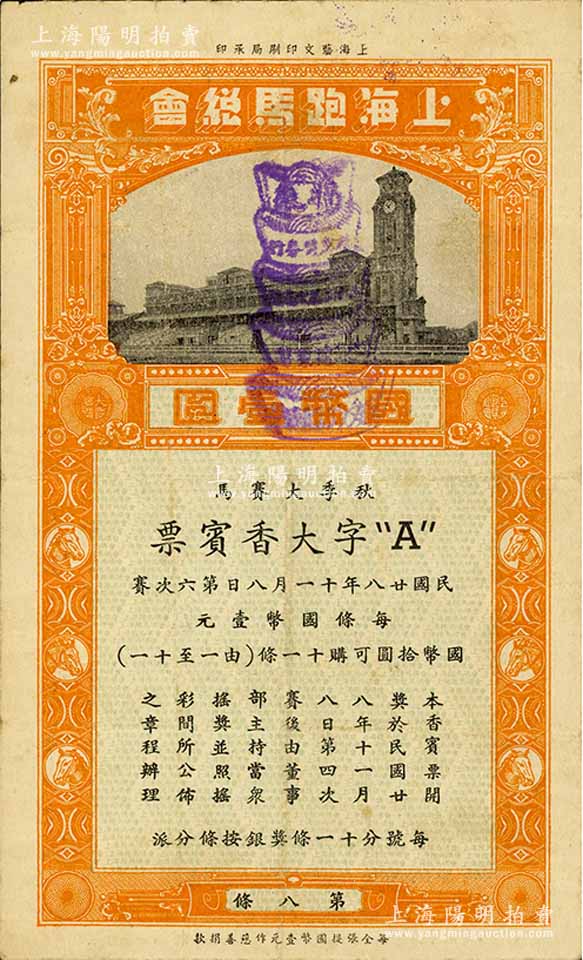 上海陽明拍賣
www.yangmingauction.com
上海藝文印刷局承印
上海跑馬総會
國幣壹圓
上海陽明拍賣
www.yangmingauction.com
秋季大賽馬
"A"字大香賓票
民國廿八年十一月八日第六次賽
每條國幣壹元
國幣拾圓可購十一條(由一至十一)
本香賓票開
獎於民國廿
八年十一月
八日第四次
賽後由董事
部主持當衆
搖獎並照搖
彩間所公佈
之章程辦理
每號分十一條獎銀按條分派
第八條
上海陽明拍賣
www.yangmingauction.com
每全張提國幣壹元作慈善捐款